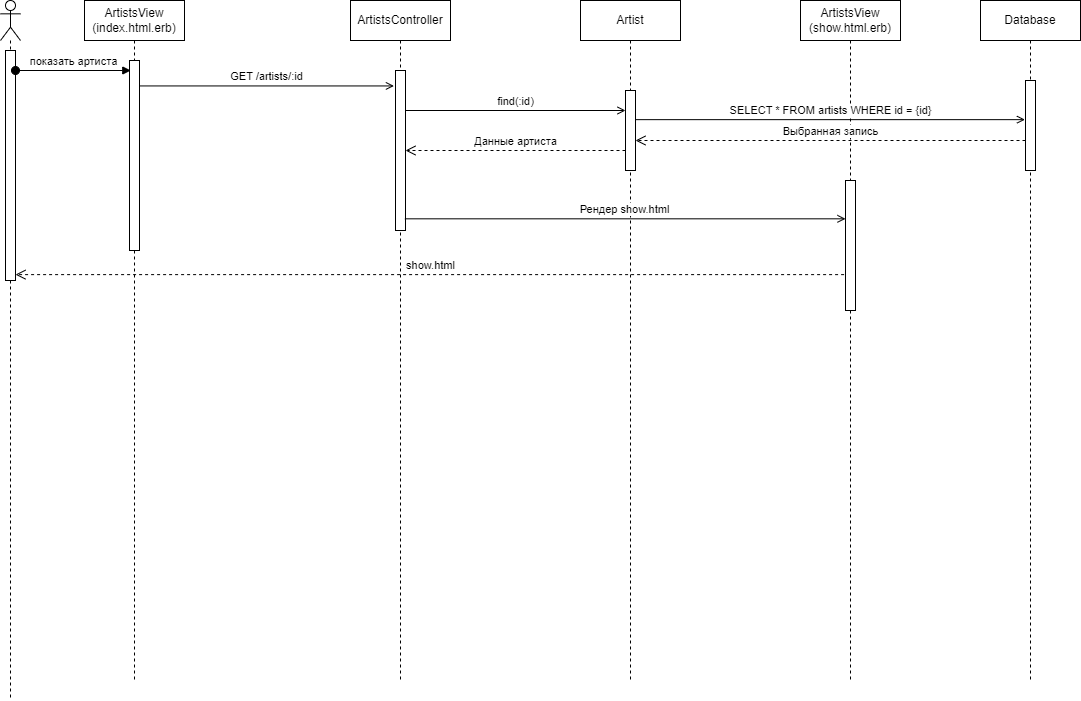 ArtistsView
(index.html.erb)
ArtistsController
Artist
ArtistsView
(show.html.erb)
Database
показать артиста
GET /artists/:id
find(:id)
SELECT * FROM artists WHERE id = {id}
Выбранная запись
Данные артиста
Рендер show.html
show.html